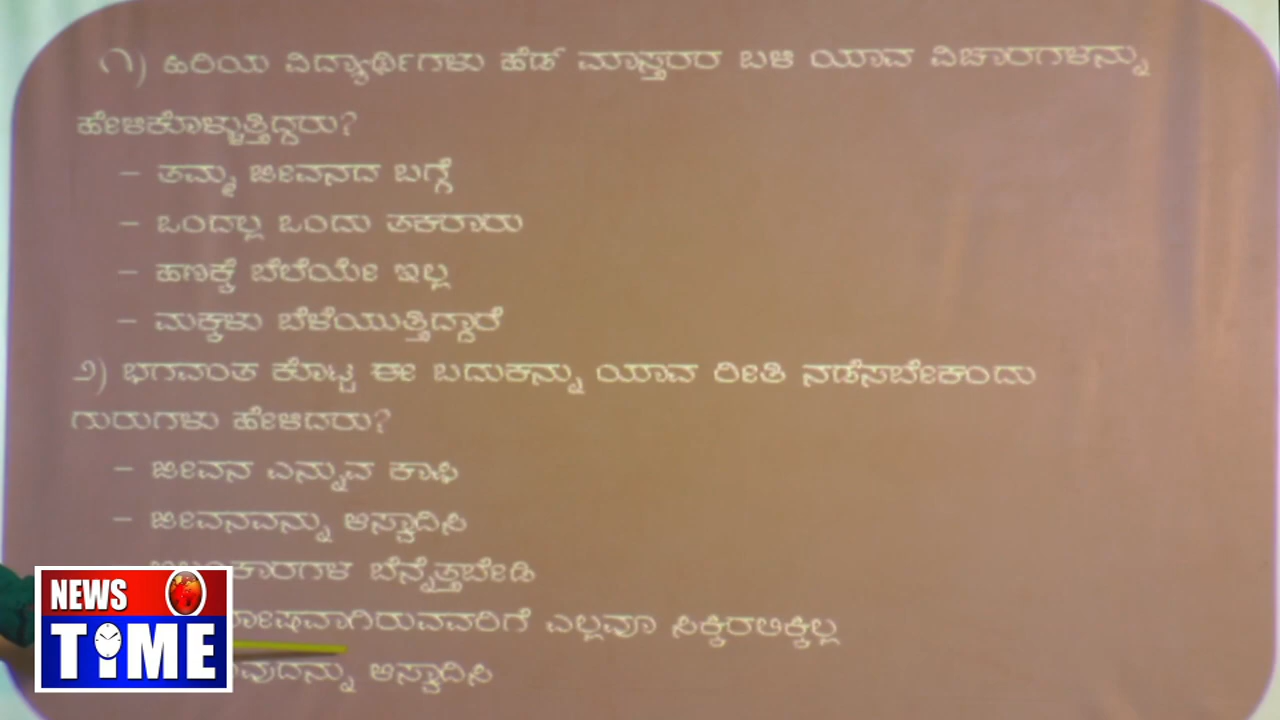 ೧) ಹಿರಿಯ ವಿದ್ಯಾರ್ಥಿಗಳು ಹೆಡ್ ಮಾಸ್ತರರ ಬಳಿ ಯಾವ ವಿಚಾರಗಳನ್ನು
ಹೇಳಿಕೊಳ್ಳುತ್ತಿದ್ದರು?
– ತಮ್ಮ ಜೀವನದ ಬಗ್ಗೆ
– ಒಂದಲ್ಲ ಒಂದು ತಕರಾರು
– ಹಣಕ್ಕೆ ಬೆಲೆಯೇ ಇಲ್ಲ
– ಮಕ್ಕಳು ಬೆಳೆಯುತ್ತಿದ್ದಾರೆ
೨) ಭಗವಂತ ಕೊಟ್ಟ ಈ ಬದುಕನ್ನು ಯಾವ ರೀತಿ ನಡೆಸಬೇಕಂದು
ಗುರುಗಳು ಹೇಳಿದರು?
– ಜೀವನ ಎನ್ನುವ ಕಾಫಿ
– ಜೀವನವನ್ನು ಆಸ್ವಾದಿಸಿ
ಬೆನ್ನೆತ್ತಬೇಡಿ
ಎಲ್ಲವೂ ಸಿಕ್ಕಿರಲಿಕ್ಕಿಲ್ಲ
ಆಸ್ವಾದಿಸಿ
NEWS
TIME